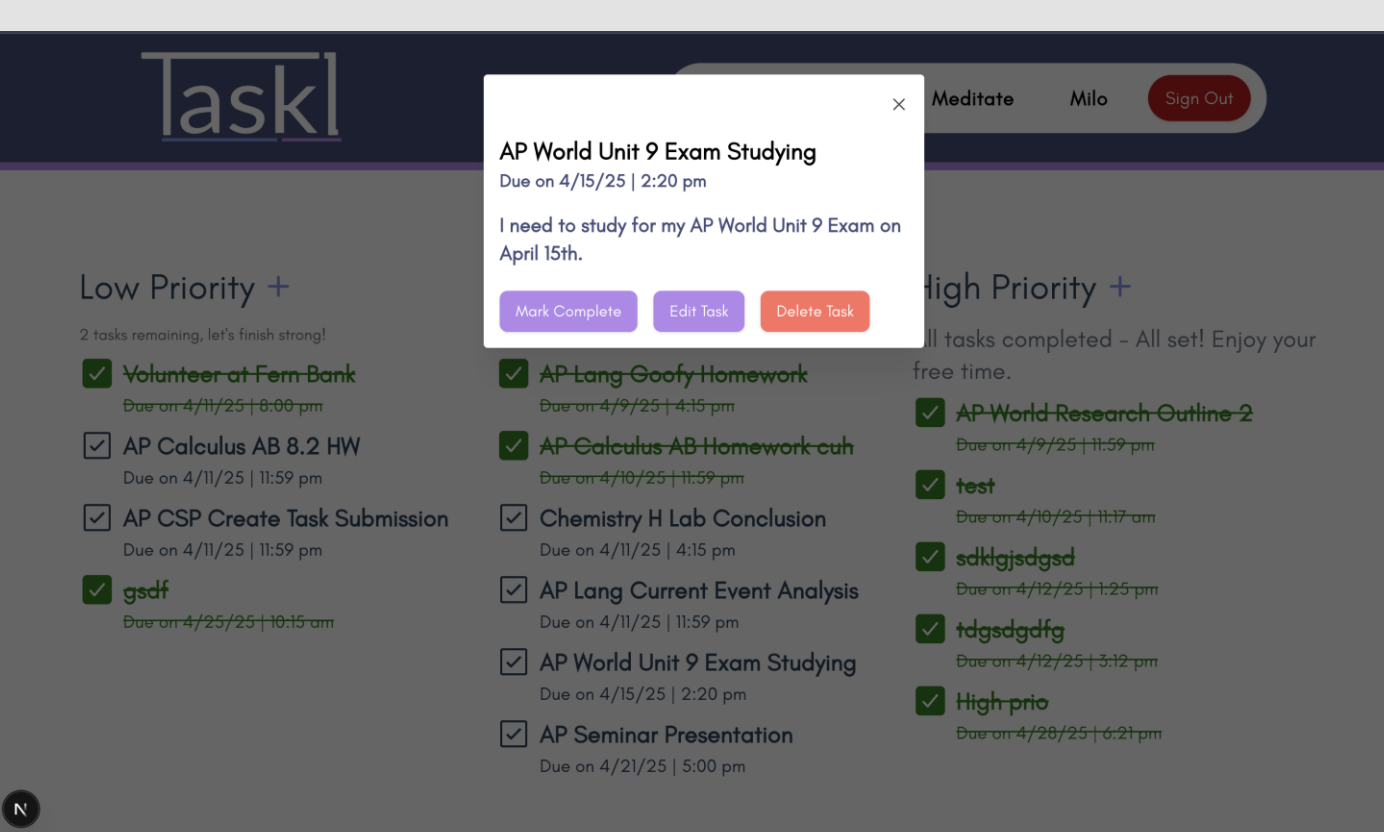 Taskl
Meditate
Milo
Sign Out
AP World Unit 9 Exam Studying
Due on 4/15/25 | 2:20 pm
I need to study for my AP World Unit 9 Exam on
April 15th.
Mark Complete
Edit Task
Delete Task
Low Priority +
2 tasks remaining, let's finish strong!
Volunteer at Fern Bank
Due on 4/11/25 | 8:00 pm
AP Calculus AB 8.2 HW
Due on 4/11/25 | 11:59 pm
AP CSP Create Task Submission
Due on 4/11/25 | 11:59 pm
gsdf
Due on 4/25/25 | 10:15 am
AP Lang Goofy Homework
Due on 4/9/25 | 4:15 pm
AP Calculus AB Homework cuh
Due on 4/10/25 | 11:59 pm
Chemistry H Lab Conclusion
Due on 4/11/25 | 4:15 pm
AP Lang Current Event Analysis
Due on 4/11/25 | 11:59 pm
AP World Unit 9 Exam Studying
Due on 4/15/25 | 2:20 pm
AP Seminar Presentation
Due on 4/21/25 | 5:00 pm
High Priority +
All tasks completed - All set! Enjoy your
free time.
AP World Research Outline 2
Due on 4/9/25 | 11:59 pm
test
Due on 4/10/25 | 11:17 am
sdklgjsdgsd
Due on 4/12/25 | 1:25 pm
tdgsdgdfg
Due on 4/12/25 | 3:12 pm
High prio
Due on 4/28/25 | 6:21 pm
N